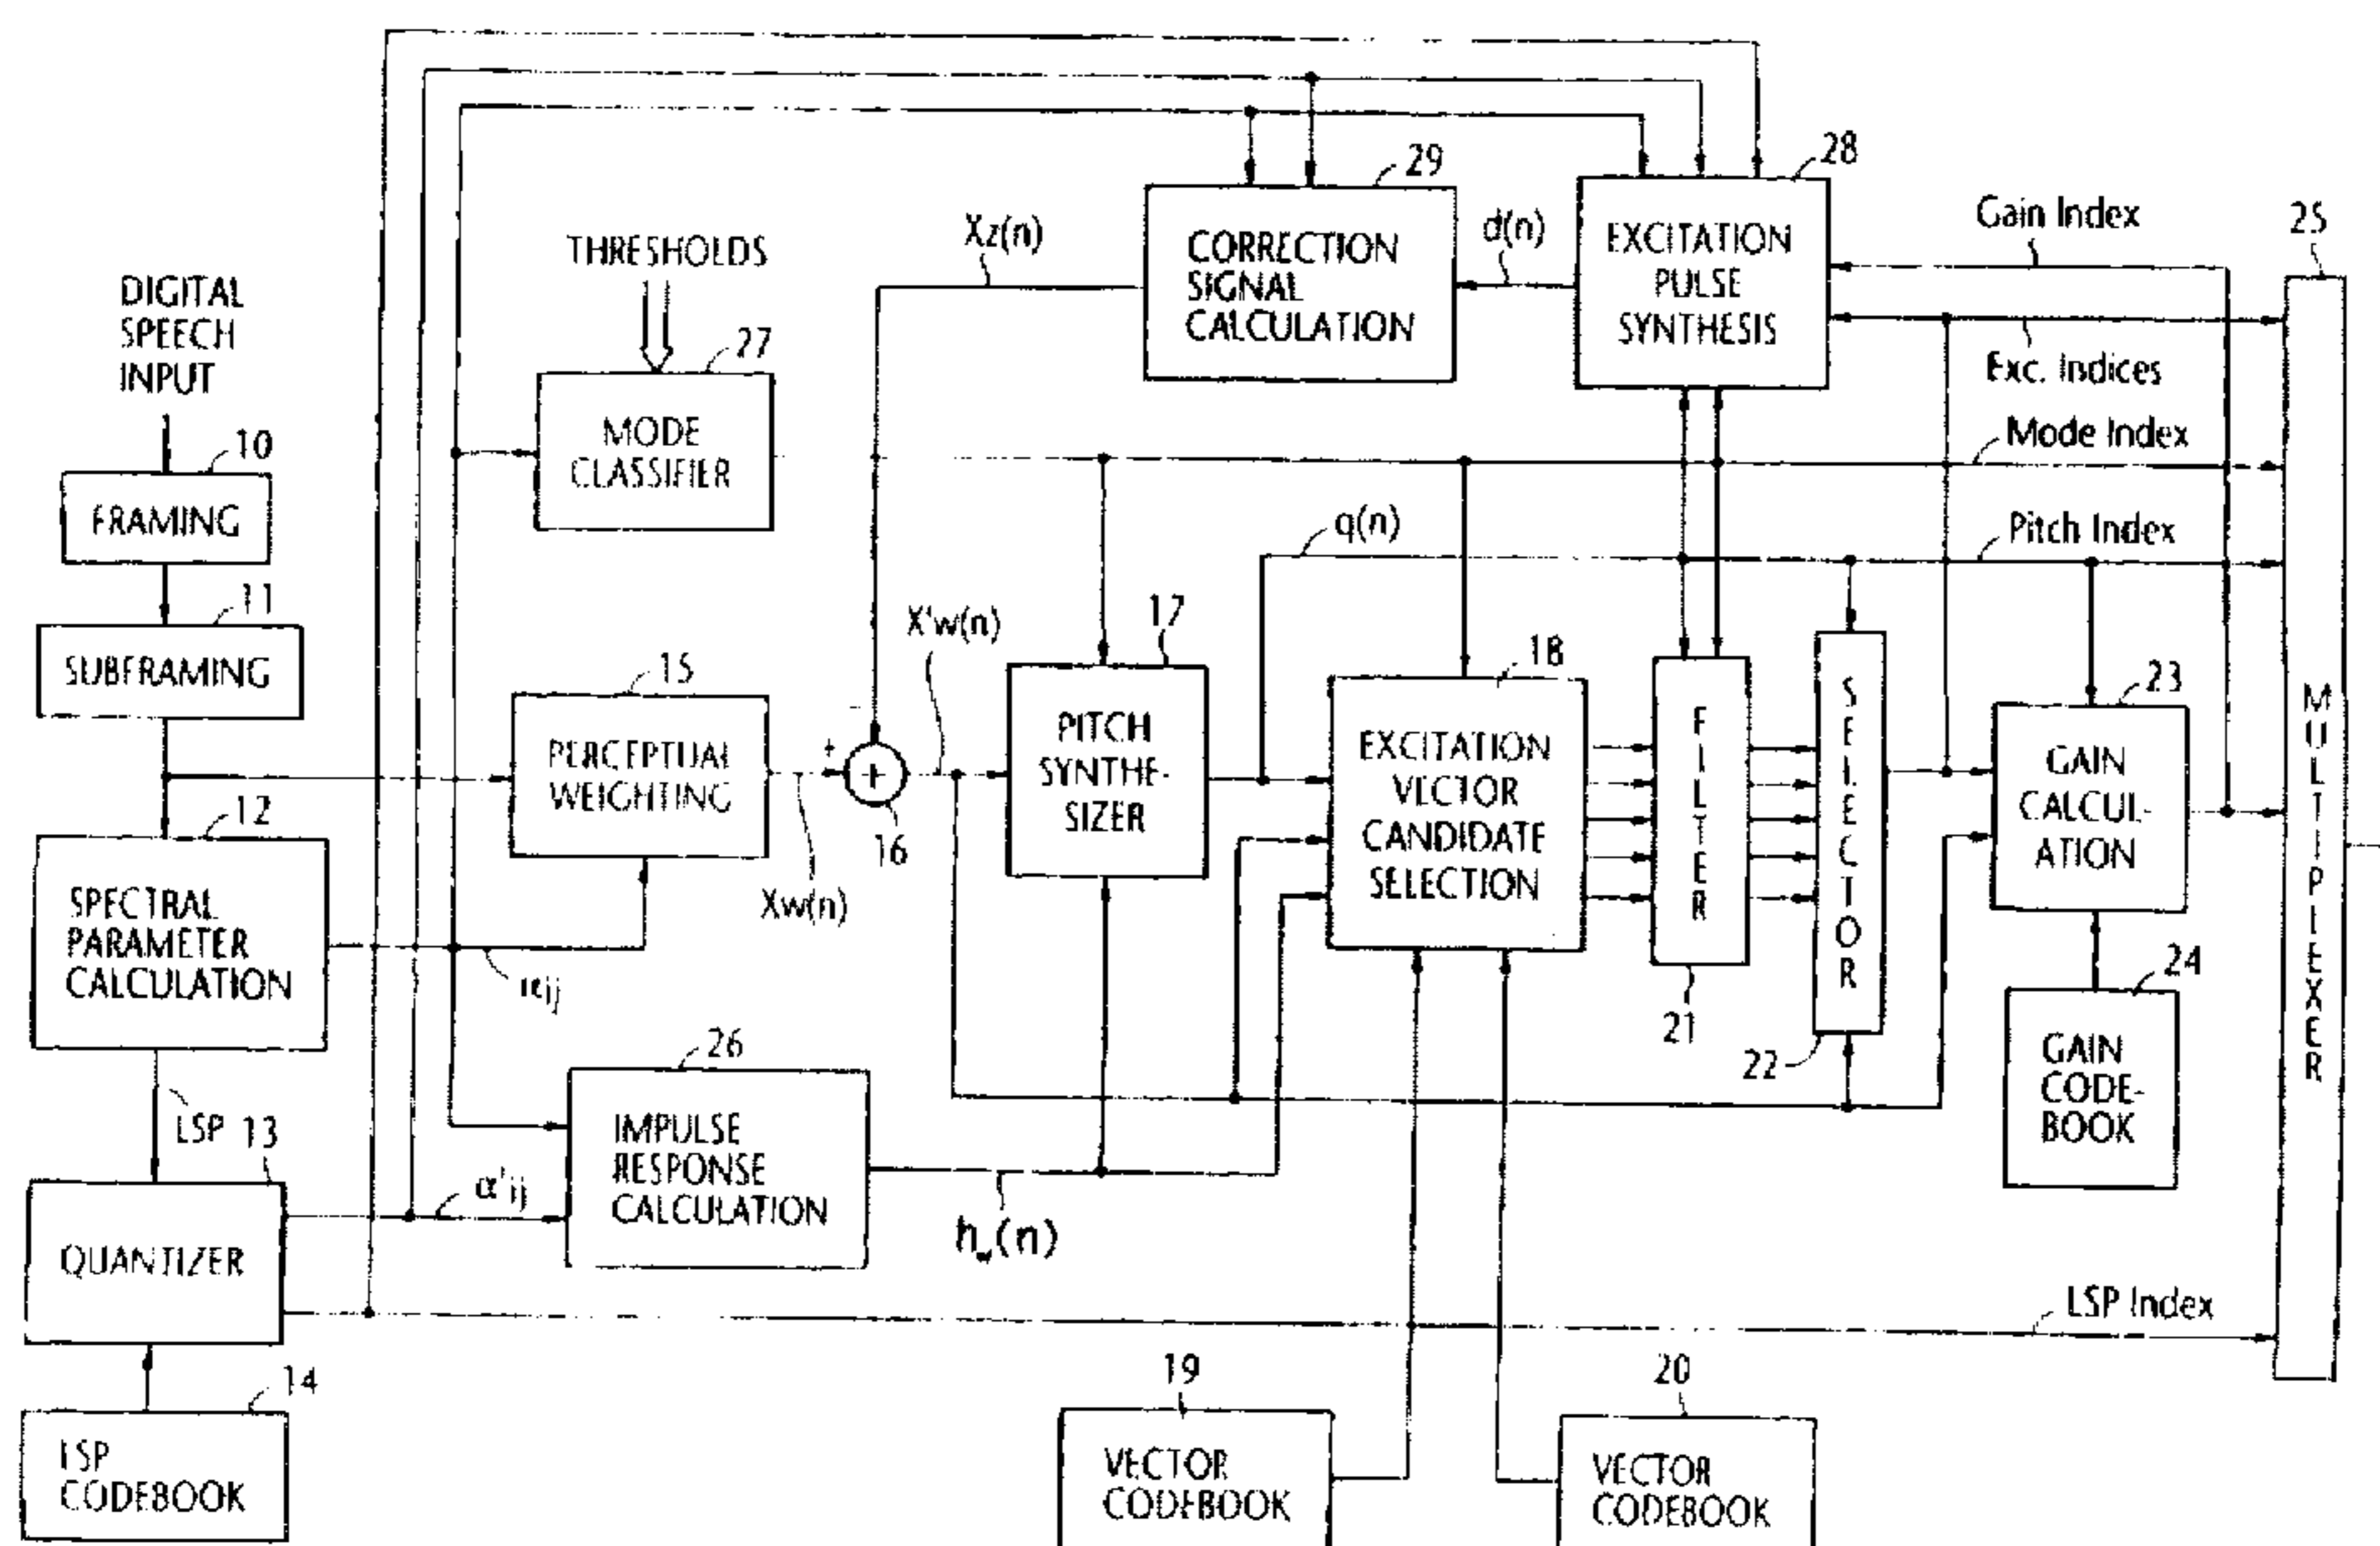 28
29
Gain Index
25
Xz(n)
d(n)
THRESHOLDS
CORRECTION
SIGNAL
CALCULATION
EXCITATION
PULSE
SYNTHESIS
DIGITAL
SPEECH
INPUT
27
Exc. Indices
MODE
CLASSIFIER
Mode Index
10
FRAMING
q(n)
Pitch Index
11
SUBFRAMING
X'w(n)
17
15
18
23
PERCEPTUAL
WEIGHTING
+
-
+
16
PITCH
SYNTHE-
SIZER
EXCITATION
VECTOR
CANDIDATE
SELECTION
FILTER
21
SELECTOR
22
GAIN
CALCUL-
ATION
MULTIPLEXER
12
SPECTRAL
PARAMETER
CALCULATION
Xw(n)
αij
24
GAIN
CODE-
BOOK
26
LSP
13
IMPULSE
RESPONSE
CALCULATION
α'ij
hw(n)
QUANTIZER
LSP Index
14
LSP
CODEBOOK
19
VECTOR
CODEBOOK
20
VECTOR
CODEBOOK